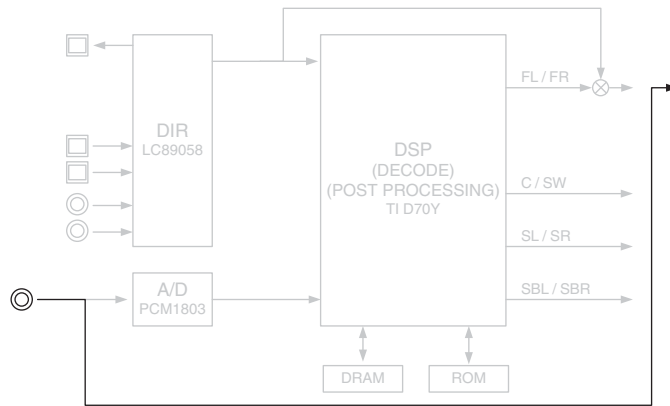 FL / FR
DIR
LC89058
DSP
(DECODE)
(POST PROCESSING)
TI D70Y
C / SW
SL / SR
A/D
PCM1803
SBL / SBR
DRAM
ROM